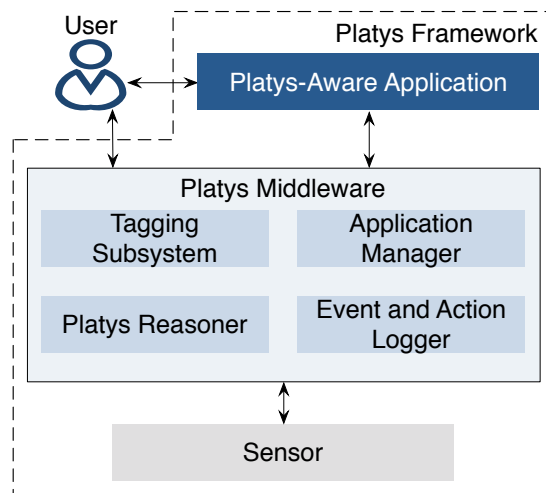 User
Platys Framework
Platys-Aware Application
Platys Middleware
Tagging
Subsystem
Application
Manager
Platys Reasoner
Event and Action
Logger
Sensor